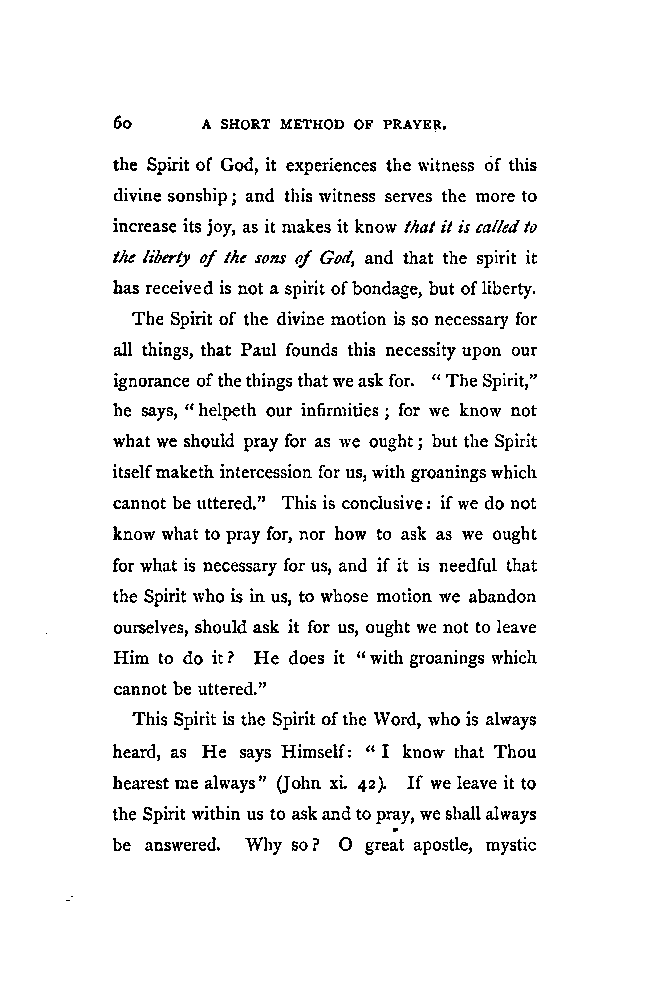 60 A SHORT METHOD OF PRAYER.
the Spirit of God, it experiences the witness of this
divine sonship; and this witness serves the more to
increase its joy, as it makes it know that it is called to
the liberty of the sons of God, and that the spirit it
has received is not a spirit of bondage, but of liberty.
The Spirit of the divine motion is so necessary for
all things, that Paul founds this necessity upon our
ignorance of the things that we ask for. “The Spirit,”
he says, “helpeth our infirmities; for we know not
what we should pray for as we ought; but the Spirit
itself maketh intercession for us, with groanings which
cannot be uttered.” This is conclusive: if we do not
know what to pray for, nor how to ask as we ought
for what is necessary for us, and if it is needful that
the Spirit who is in us, to whose motion we abandon
ourselves, should ask it for us, ought we not to leave
Him to do it? He does it “with groanings which
cannot be uttered.”
This Spirit is the Spirit of the Word, who is always
heard, as He says Himself: “I know that Thou
hearest me always” (John xi. 42). If we leave it to
the Spirit within us to ask and to pray, we shall always
be answered. Why so? O great apostle, mystic